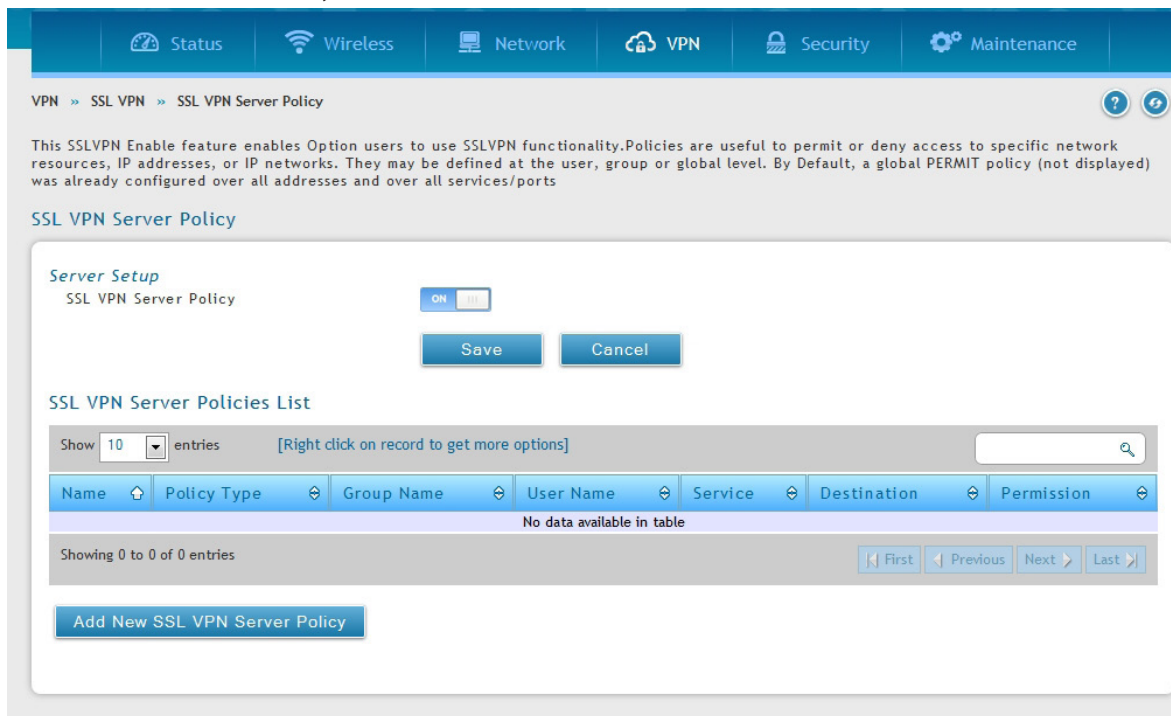 Status Wireless Network VPN Security Maintenance
VPN » SSL VPN » SSL VPN Server Policy
This SSLVPN Enable feature enables Option users to use SSLVPN functionality.Policies are useful to permit or deny access to specific network
resources, IP addresses, or IP networks. They may be defined at the user, group or global level. By Default, a global PERMIT policy (not displayed)
was already configured over all addresses and over all services/ports
SSL VPN Server Policy
Server Setup
SSL VPN Server Policy ON
Save Cancel
SSL VPN Server Policies List
Show 10 entries [Right click on record to get more options]
Name Policy Type Group Name User Name Service Destination Permission
No data available in table
Showing 0 to 0 of 0 entries First Previous Next Last
Add New SSL VPN Server Policy